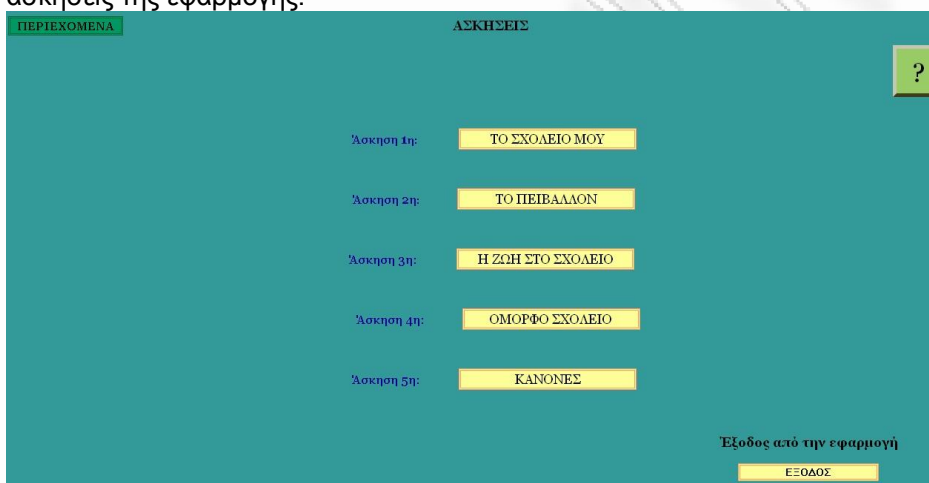 ασκήσεις της εφαρμογής.
ΠΕΡΙΕΧΟΜΕΝΑ
ΑΣΚΗΣΕΙΣ
?
Άσκηση 1η: ΤΟ ΣΧΟΛΕΙΟ ΜΟΥ
Άσκηση 2η: ΤΟ ΠΕΙΒΑΛΛΟΝ
Άσκηση 3η: Η ΖΩΗ ΣΤΟ ΣΧΟΛΕΙΟ
Άσκηση 4η: ΟΜΟΡΦΟ ΣΧΟΛΕΙΟ
Άσκηση 5η: ΚΑΝΟΝΕΣ
Έξοδος από την εφαρμογή
ΕΞΟΔΟΣ